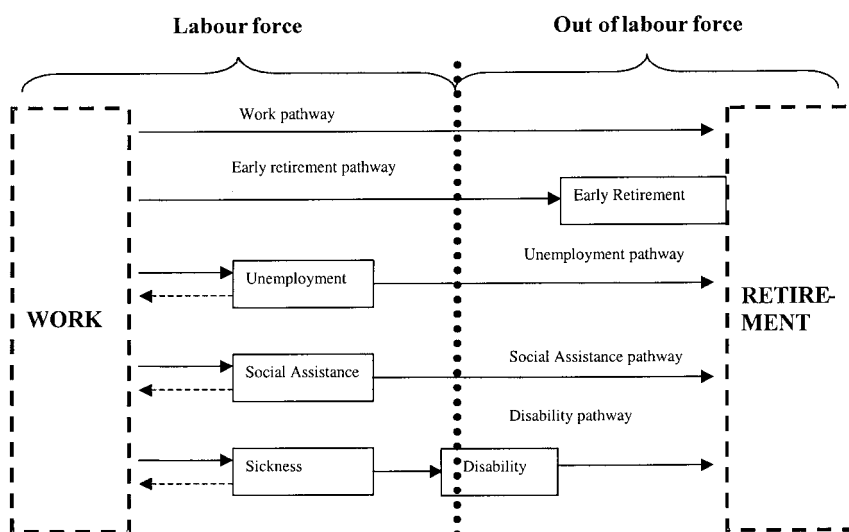 Labour force
Out of labour force
Work pathway
Early retirement pathway
Early Retirement
Unemployment pathway
Unemployment
WORK
RETIRE-
MENT
Social Assistance pathway
Social Assistance
Disability pathway
Sickness
Disability